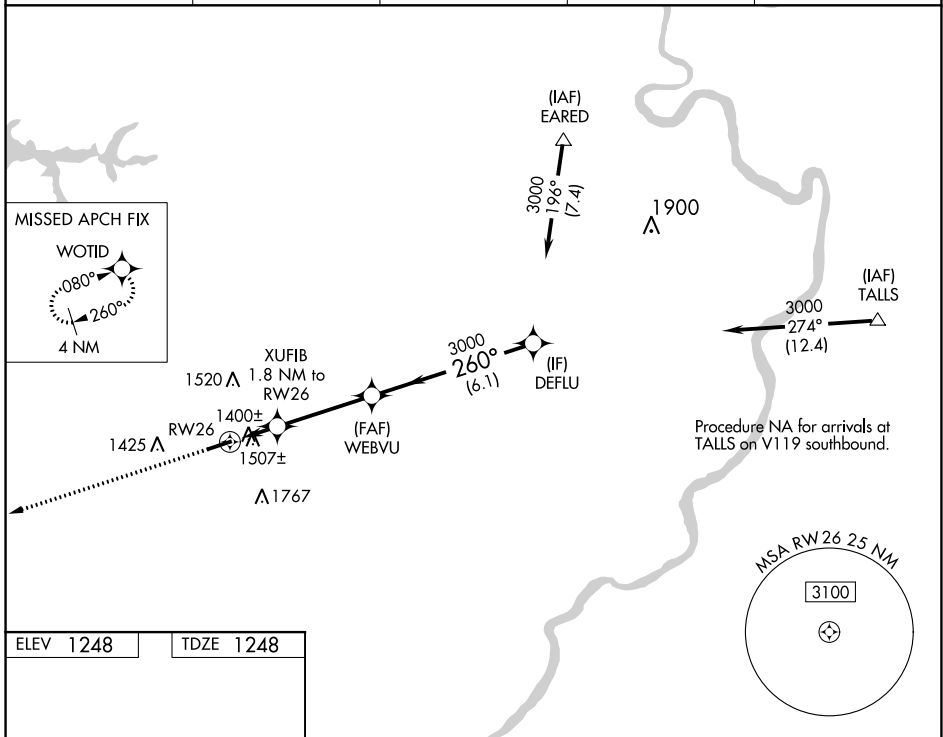 (IAF)
EARED
3000
196°
(7.4)
1900
MISSED APCH FIX
WOTID
080°
260°
4 NM
(IAF)
TALLS
3000
274°
(12.4)
3000
260°
(6.1)
(IF)
DEFLU
XUFIB
1.8 NM to
RW26
1520
1400±
RW26
1425
1507±
(FAF)
WEBVU
1767
Procedure NA for arrivals at
TALLS on V119 southbound.
MSA RW26 25 NM
3100
ELEV 1248
TDZE 1248